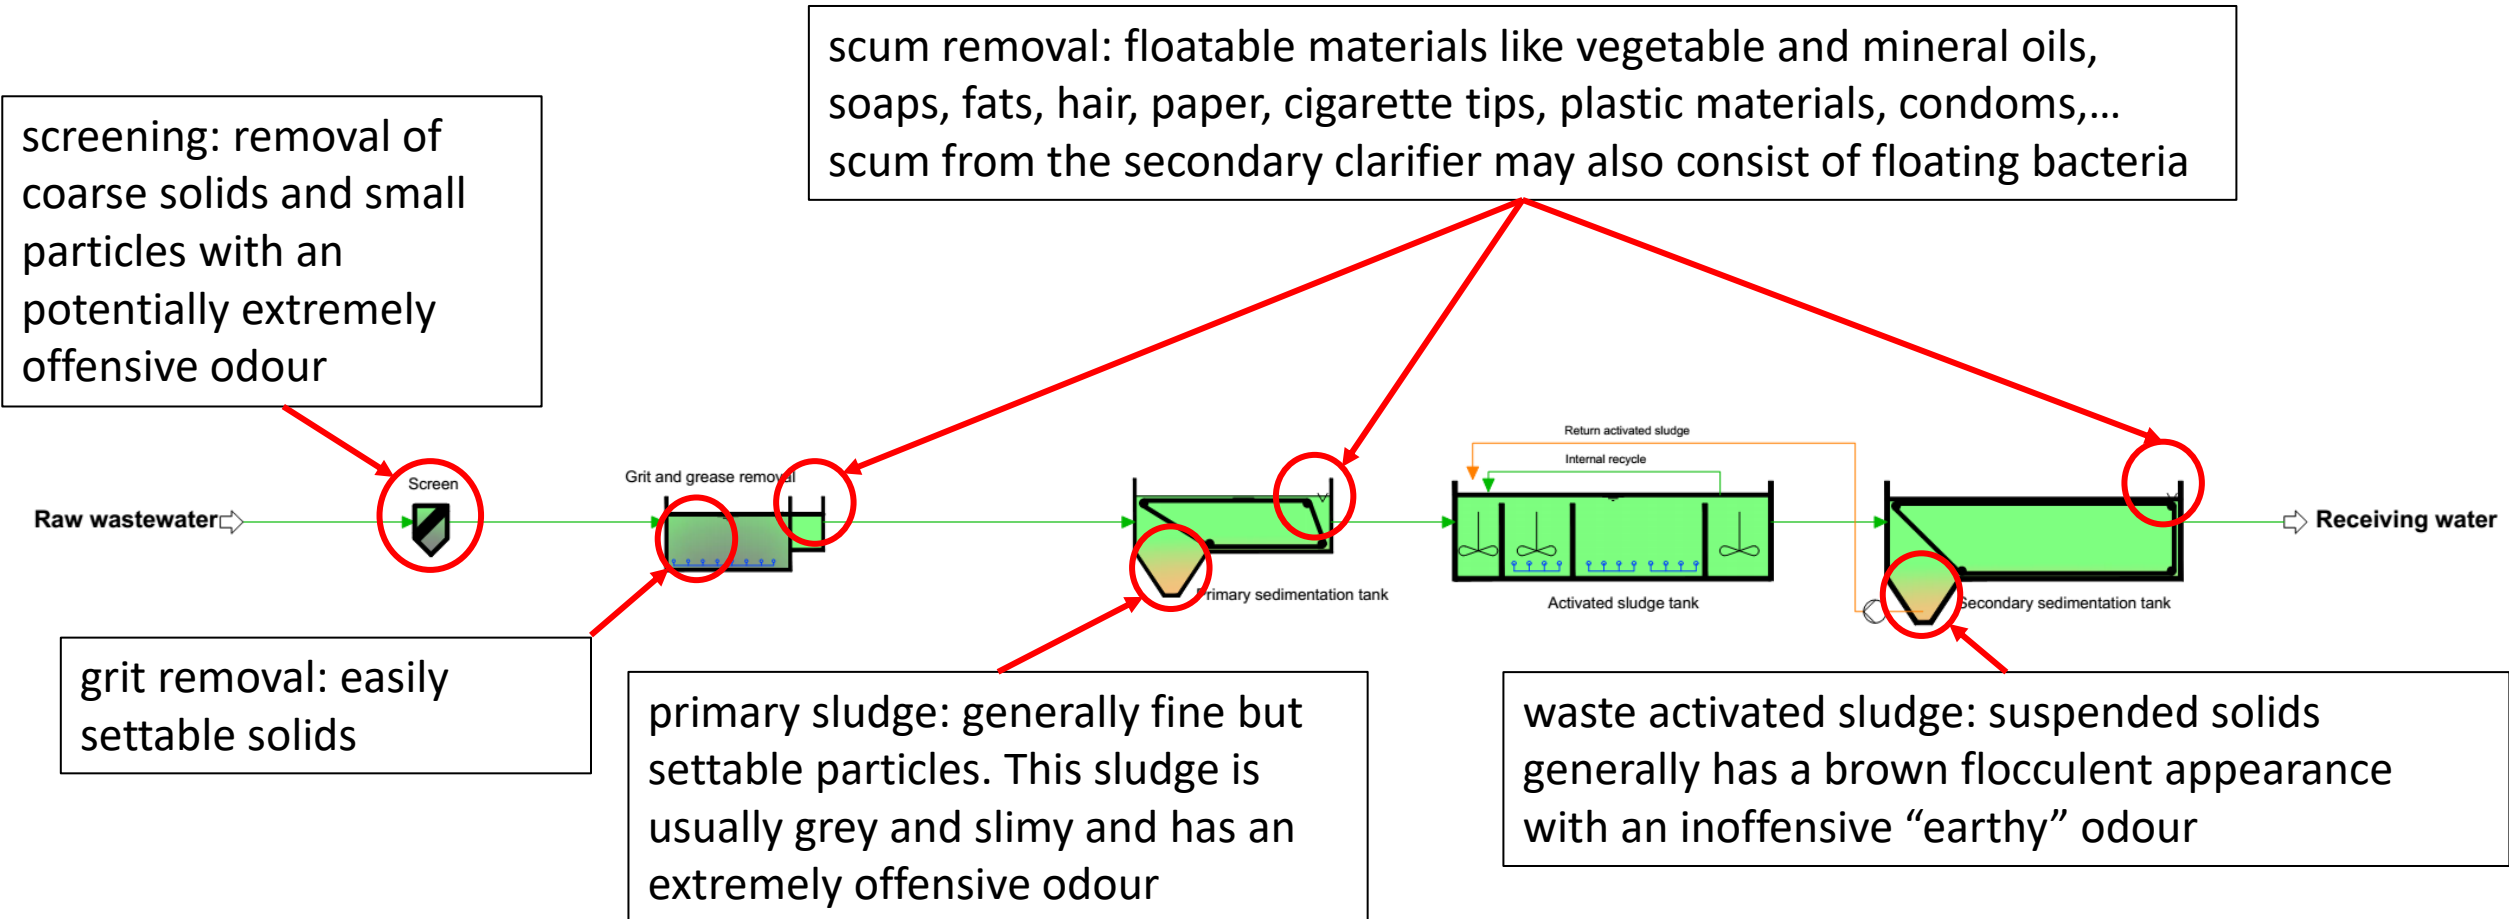 scum removal: floatable materials like vegetable and mineral oils,
soaps, fats, hair, paper, cigarette tips, plastic materials, condoms,...
scum from the secondary clarifier may also consist of floating bacteria
screening: removal of
coarse solids and small
particles with an
potentially extremely
offensive odour
Return activated sludge
Internal recycle
Grit and grease removal
Screen
Raw wastewater
Receiving water
Primary sedimentation tank
Activated sludge tank
Secondary sedimentation tank
grit removal: easily
settable solids
primary sludge: generally fine but
settable particles. This sludge is
usually grey and slimy and has an
extremely offensive odour
waste activated sludge: suspended solids
generally has a brown flocculent appearance
with an inoffensive “earthy” odour